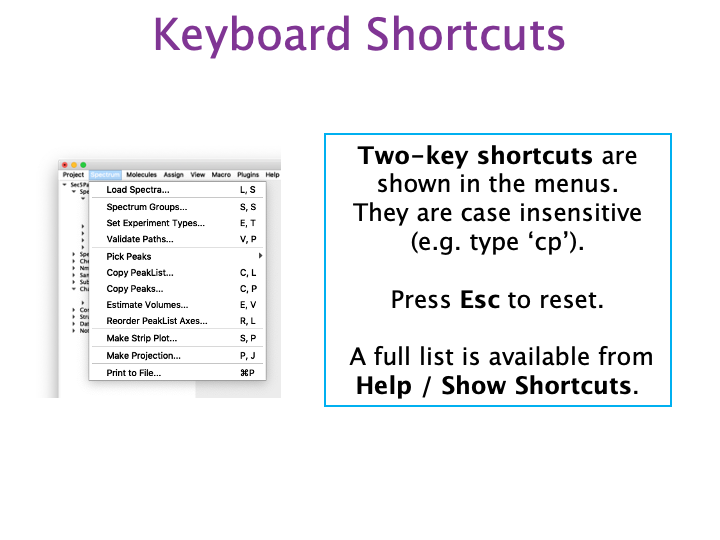 Keyboard Shortcuts
Project Spectrum Molecules Assign View Macro Plugins Help
Load Spectra... L, S
Spectrum Groups... S, S
Set Experiment Types... E, T
Validate Paths... V, P
Pick Peaks
Copy PeakList... C, L
Copy Peaks... C, P
Estimate Volumes... E, V
Reorder PeakList Axes... R, L
Make Strip Plot... S, P
Make Projection... P, J
Print to File... ⌘P
Two-key shortcuts are
shown in the menus.
They are case insensitive
(e.g. type ‘cp’).
Press Esc to reset.
A full list is available from
Help / Show Shortcuts.